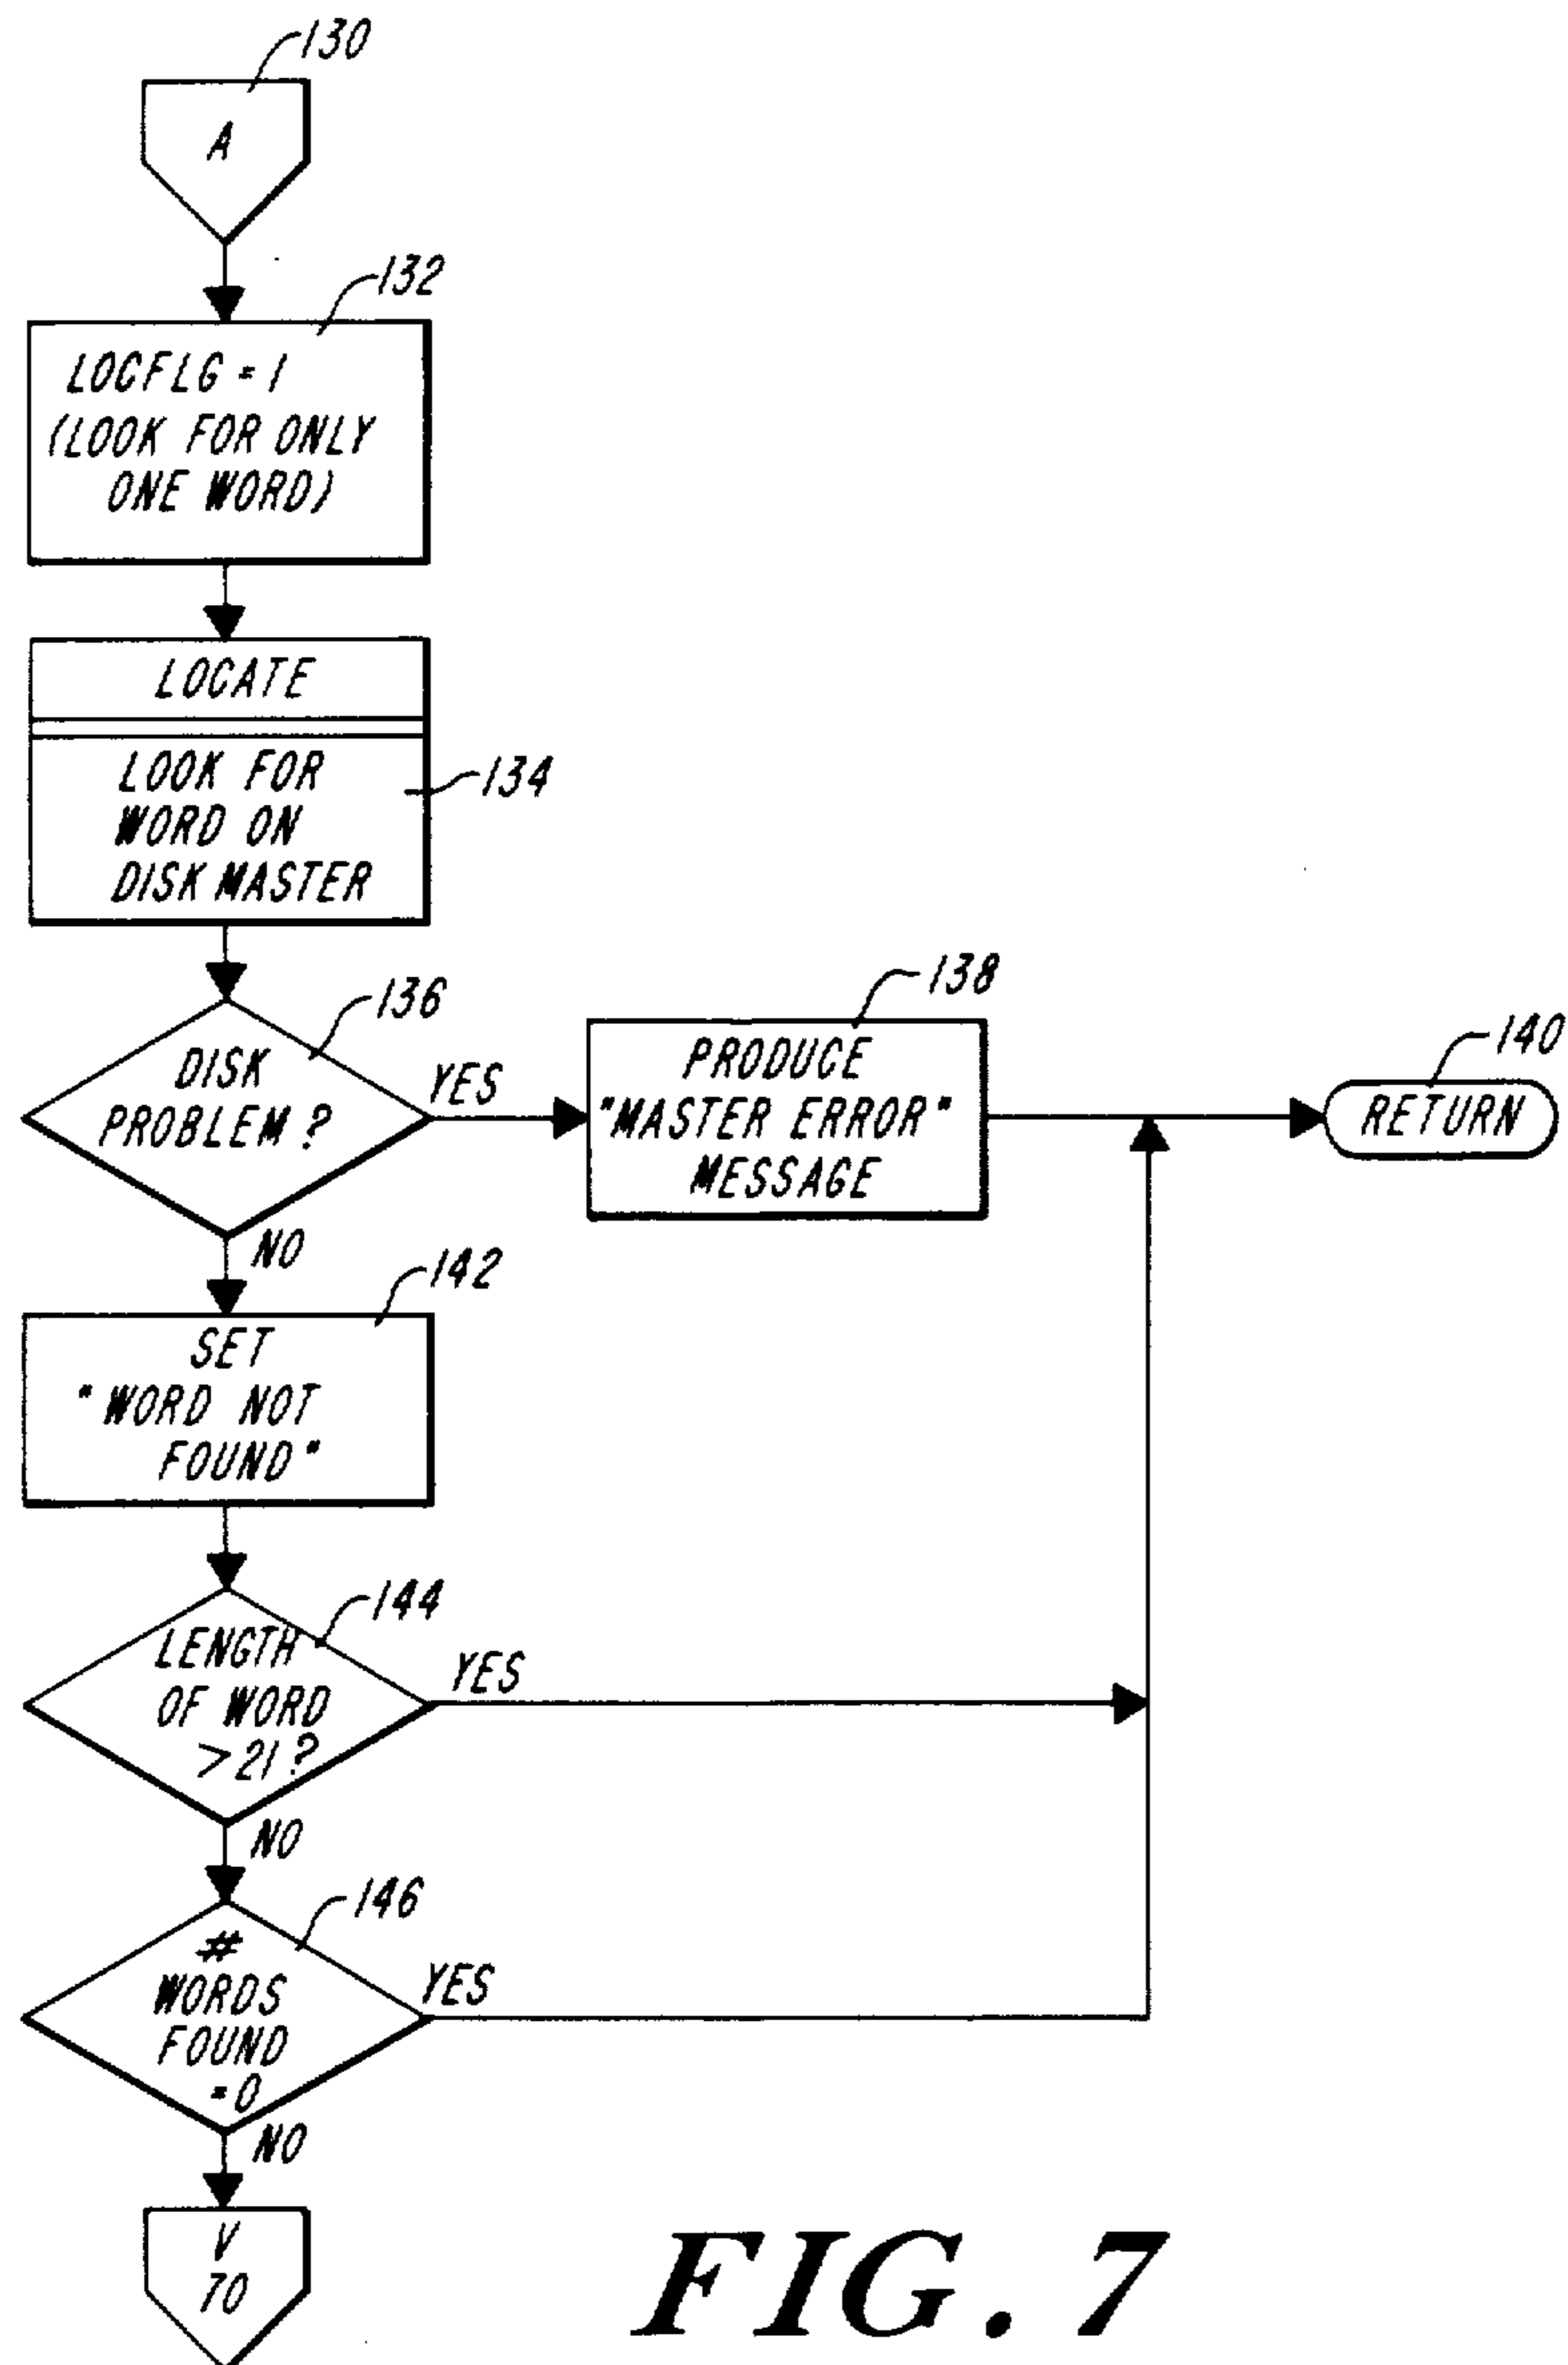 130
A
132
LOCFLG = 1
(LOOK FOR ONLY
ONE WORD)
LOCATE
LOOK FOR
WORD ON
DISK MASTER
134
136
DISK
PROBLEM ?
YES
138
PRODUCE
"MASTER ERROR"
MESSAGE
140
RETURN
NO
142
SET
"WORD NOT
FOUND"
144
LENGTH
OF WORD
> 21 ?
YES
NO
146
#
WORDS
FOUND
= 0
YES
NO
V
70
FIG. 7